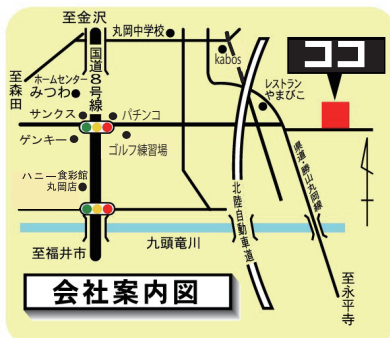 至金沢
丸岡中学校
kabos
ココ
至森田
ホームセンター
みつわ
国道8号線
レストラン
やまびこ
サンクス
パチンコ
ゲンキー
ゴルフ練習場
ハニー食彩館
丸岡店
北陸自動車道
県道・勝山丸岡線
至福井市
九頭竜川
至永平寺
会社案内図